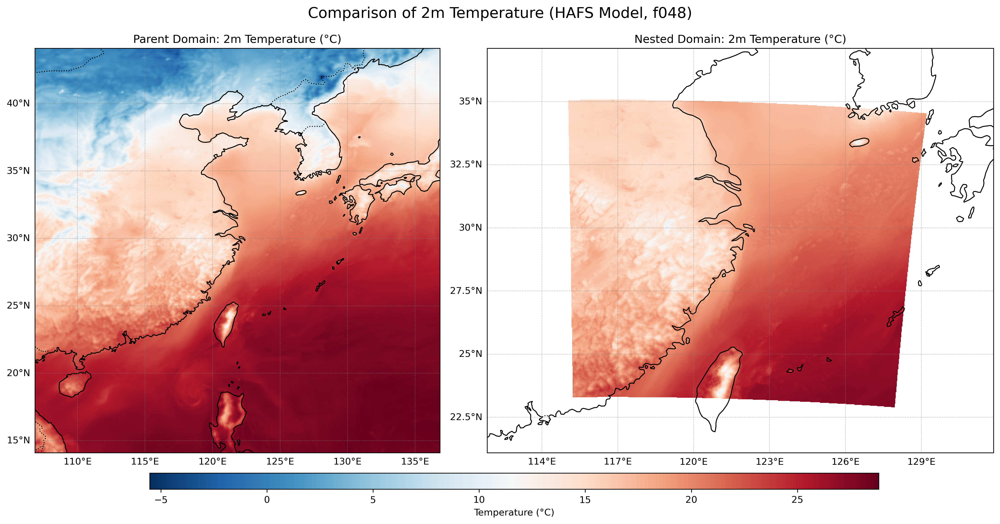 Comparison of 2m Temperature (HAFS Model, f048)
Parent Domain: 2m Temperature (°C)
40°N
35°N
30°N
25°N
20°N
15°N
110°E 115°E 120°E 125°E 130°E 135°E
Nested Domain: 2m Temperature (°C)
35°N
32.5°N
30°N
27.5°N
25°N
22.5°N
114°E 117°E 120°E 123°E 126°E 129°E
−5 0 5 10 15 20 25
Temperature (°C)